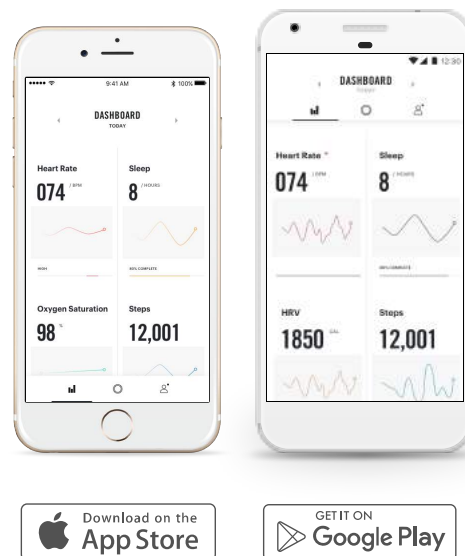 9:41 AM
100%
DASHBOARD
TODAY
Heart Rate
074 / BPM
Sleep
8 / HOURS
HIGH
80% COMPLETE
Oxygen Saturation
98 %
Steps
12,001
12:30
DASHBOARD
Heart Rate
074 / BPM
Sleep
8 / HOURS
80% COMPLETE
HRV
1850
Steps
12,001
Download on the
App Store
GET IT ON
Google Play